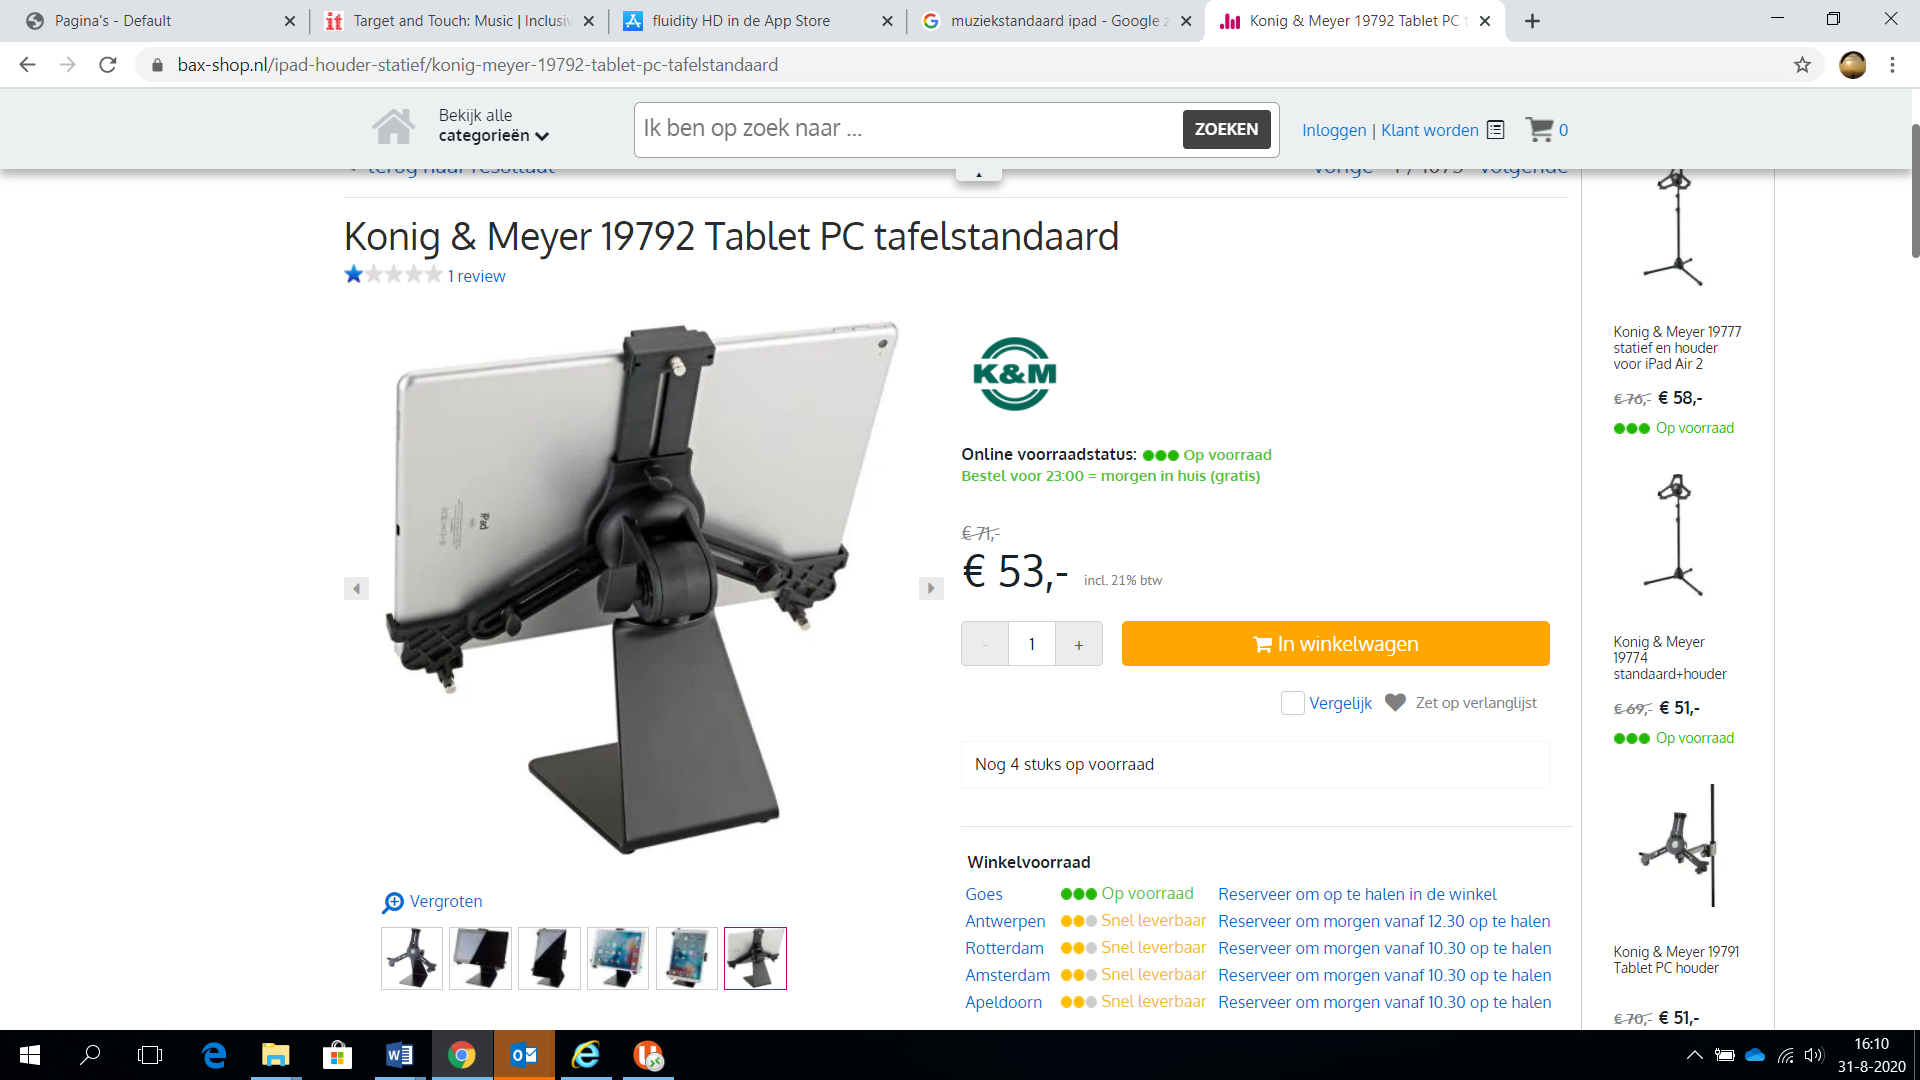 Pagina's - Default
Target and Touch: Music | Inclusiv
fluidity HD in de App Store
muziekstandaard ipad - Google z
Konig & Meyer 19792 Tablet PC t
bax-shop.nl/ipad-houder-statief/konig-meyer-19792-tablet-pc-tafelstandaard
Bekijk alle
categorieën
Ik ben op zoek naar ...
ZOEKEN
Inloggen | Klant worden
0
terug naar resultaat
Vorige
1 / 1075
Volgende
Konig & Meyer 19792 Tablet PC tafelstandaard
1 review
iPad
K&M
Online voorraadstatus: Op voorraad
Bestel voor 23:00 = morgen in huis (gratis)
€ 71,-
€ 53,- incl. 21% btw
- 1 +
In winkelwagen
Vergelijk
Zet op verlanglijst
Nog 4 stuks op voorraad
Winkelvoorraad
Goes Op voorraad Reserveer om op te halen in de winkel
Antwerpen Snel leverbaar Reserveer om morgen vanaf 12.30 op te halen
Rotterdam Snel leverbaar Reserveer om morgen vanaf 10.30 op te halen
Amsterdam Snel leverbaar Reserveer om morgen vanaf 10.30 op te halen
Apeldoorn Snel leverbaar Reserveer om morgen vanaf 10.30 op te halen
Vergroten
Konig & Meyer 19777
statief en houder
voor iPad Air 2
€ 76,- € 58,-
Op voorraad
Konig & Meyer
19774
standaard+houder
€ 69,- € 51,-
Op voorraad
Konig & Meyer 19791
Tablet PC houder
€ 70,- € 51,-
16:10
31-8-2020